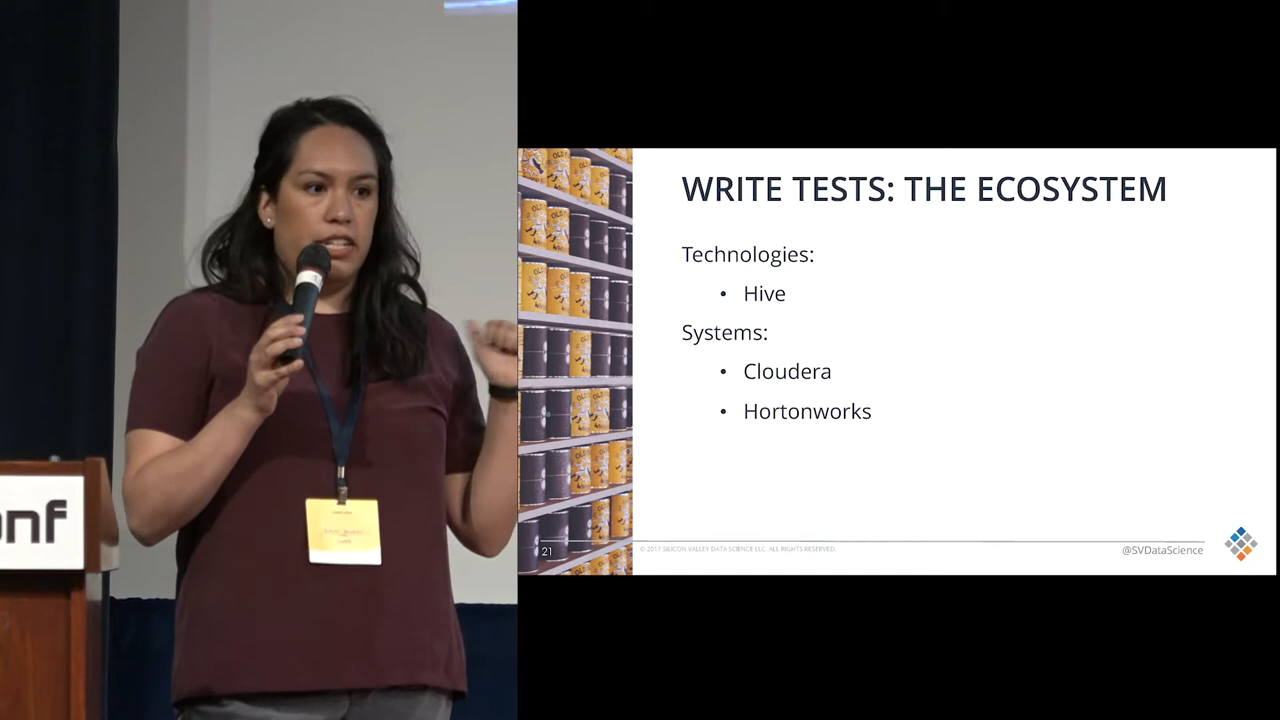 onf
WRITE TESTS: THE ECOSYSTEM
Technologies:
• Hive
Systems:
• Cloudera
• Hortonworks
21
© 2017 SILICON VALLEY DATA SCIENCE LLC. ALL RIGHTS RESERVED.
@SVDataScience